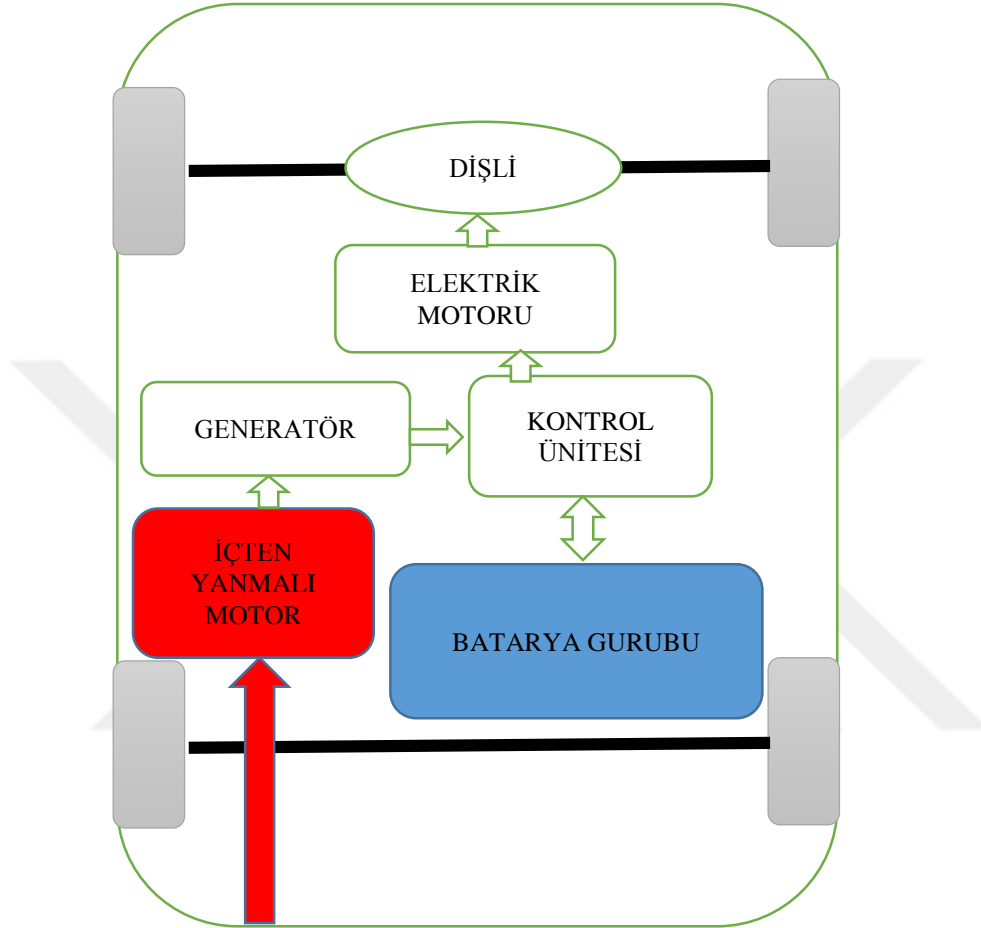 DİŞLİ
ELEKTRİK
MOTORU
GENERATÖR
KONTROL
ÜNİTESİ
İÇTEN
YANMALI
MOTOR
BATARYA GURUBU